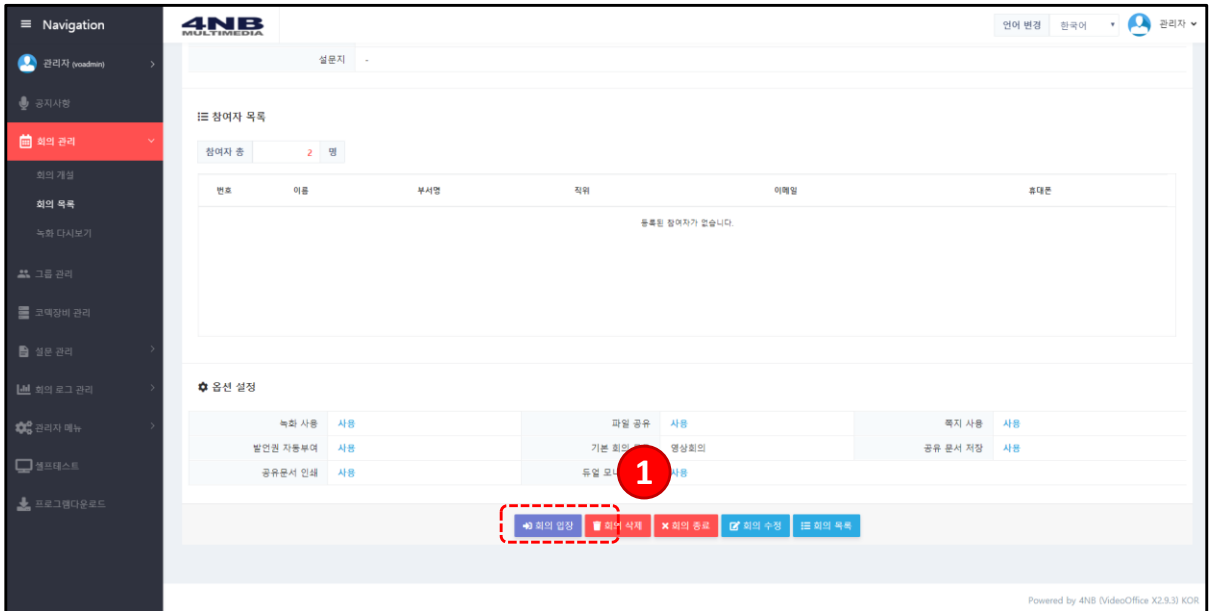 Navigation
4NB
MULTIMEDIA
언어 변경 한국어
관리자
관리자 (voadmin)
공지사항
회의 관리
회의 개설
회의 목록
녹화 다시보기
그룹 관리
코덱장비 관리
설문 관리
회의 로그 관리
관리자 메뉴
셀프테스트
프로그램다운로드
설문지 -
참여자 목록
참여자 총 2 명
번호 이름 부서명 직위 이메일 휴대폰
등록된 참여자가 없습니다.
옵션 설정
녹화 사용 사용 파일 공유 사용 쪽지 사용 사용
발언권 자동부여 사용 기본 회의 영상회의 공유 문서 저장 사용
공유문서 인쇄 사용 듀얼 사용
1
회의 입장 회의 삭제 회의 종료 회의 수정 회의 목록
Powered by 4NB (VideoOffice X2.9.3) KOR